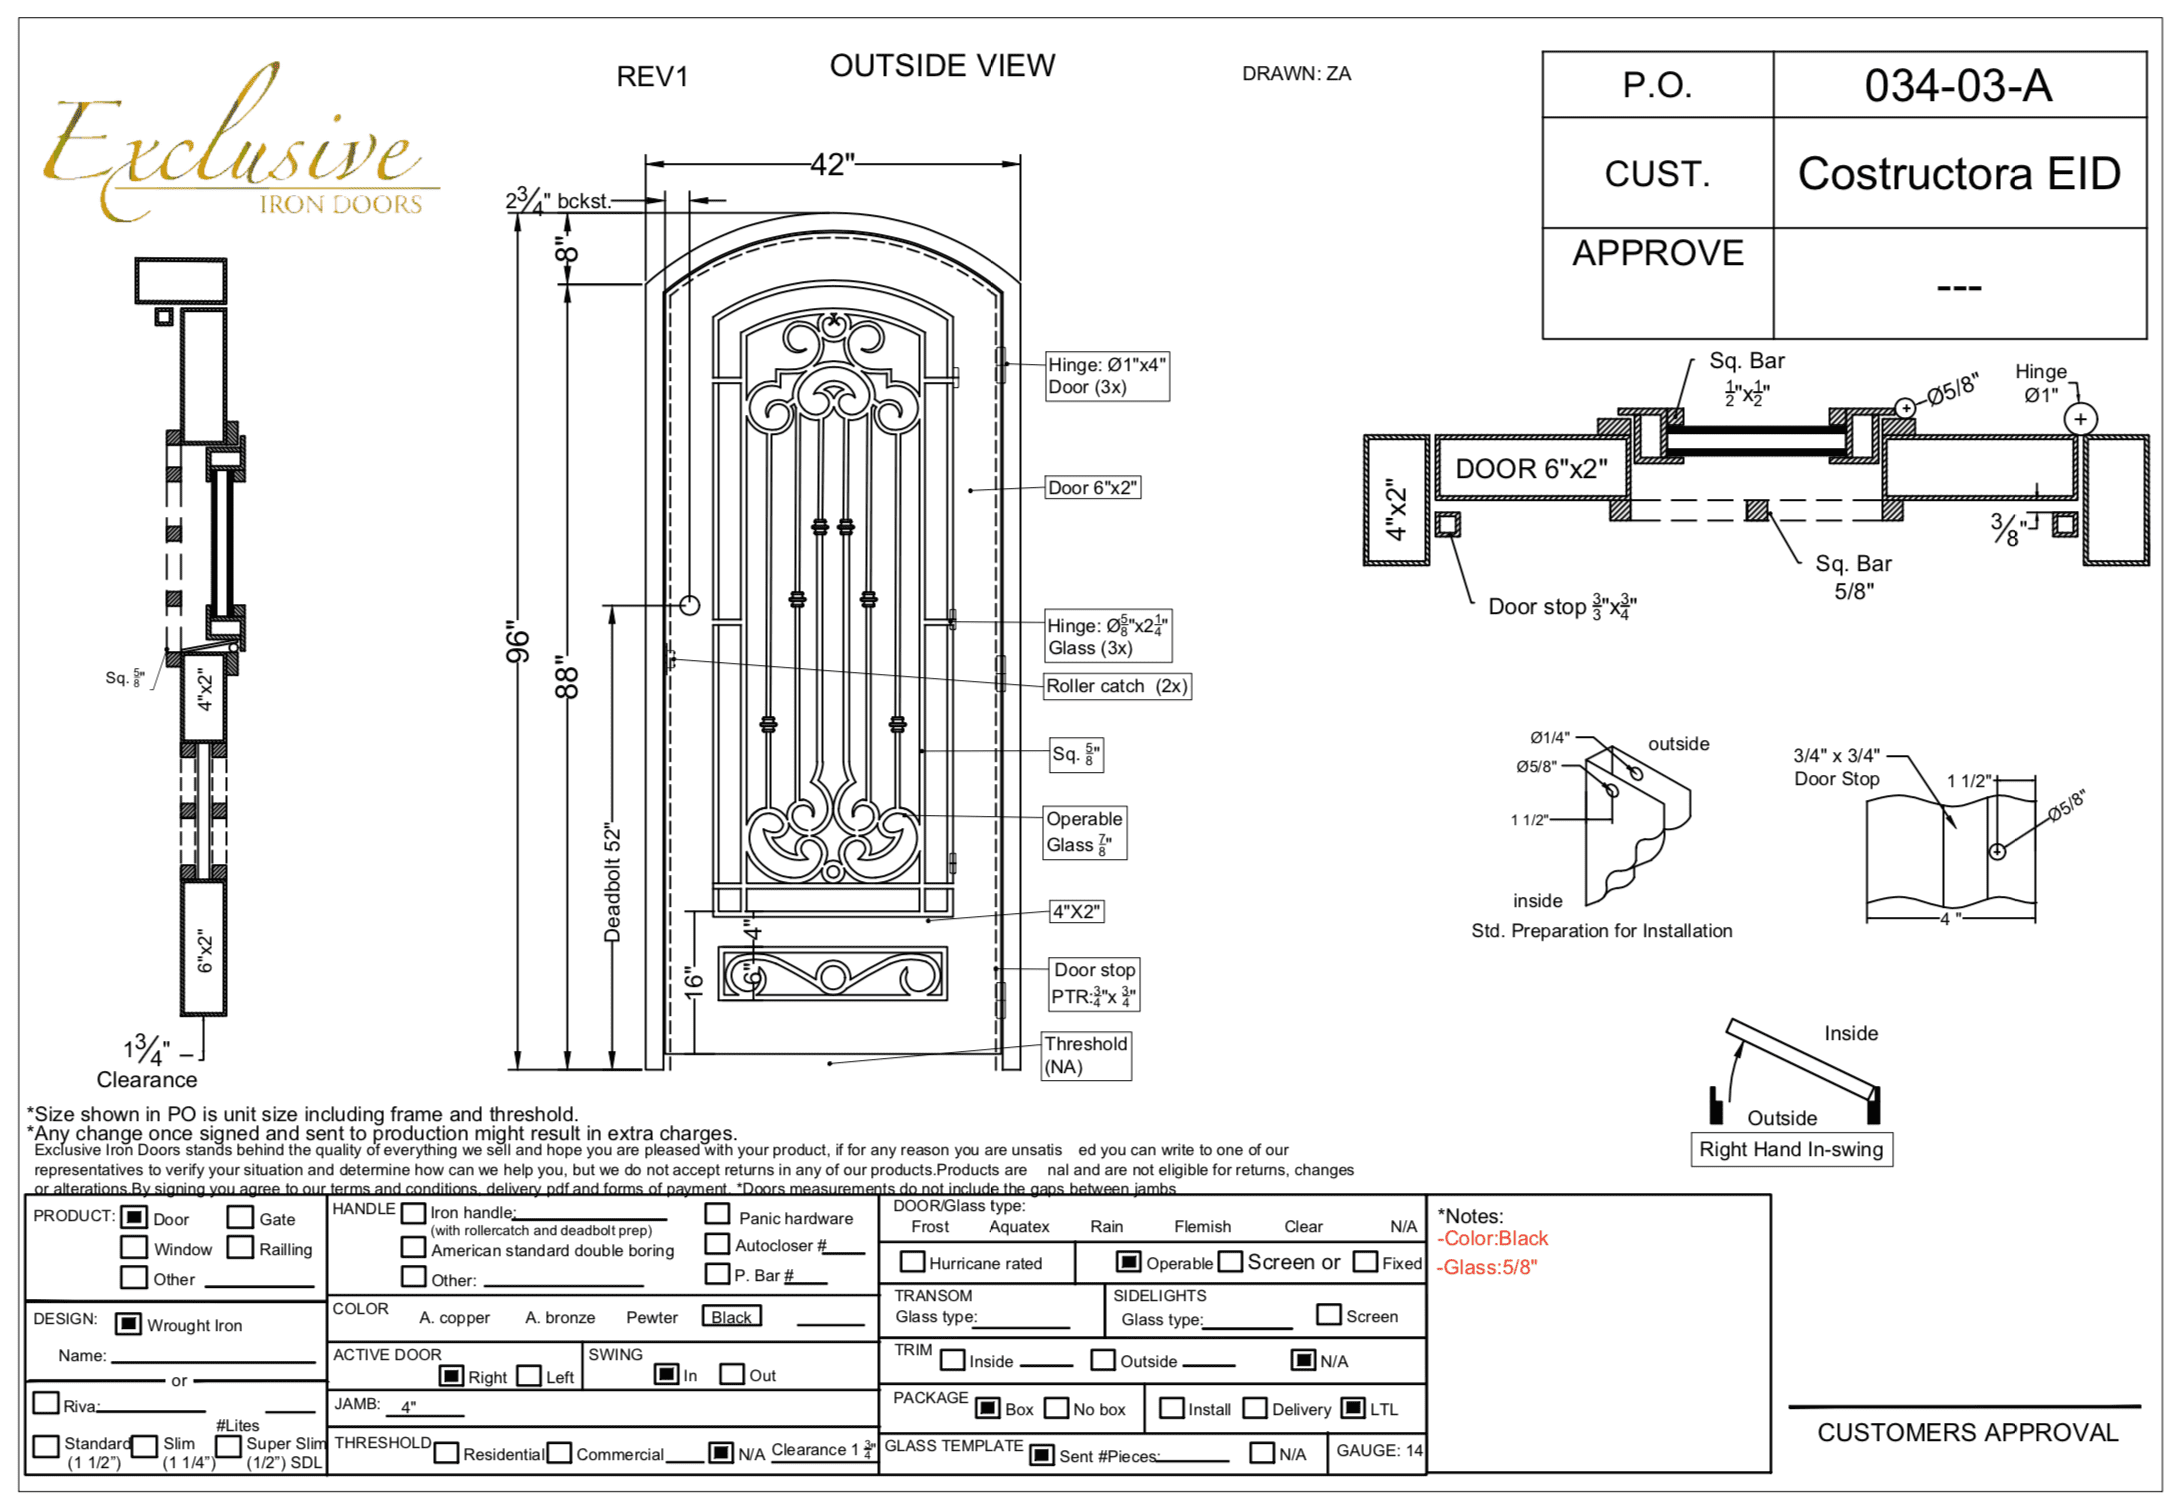 REV1
OUTSIDE VIEW
DRAWN: ZA
Exclusive
IRON DOORS
P.O.
034-03-A
CUST.
Costructora EID
APPROVE
---
42"
2 3/4" bckst.
8"
96"
88"
Deadbolt 52"
16"
4"
6"
Hinge: Ø1"x4"
Door (3x)
Door 6"x2"
Hinge: Ø5/8"x2 1/4"
Glass (3x)
Roller catch (2x)
Sq. 5/8"
Operable
Glass 7/8"
4"X2"
Door stop
PTR:3/4"x 3/4"
Threshold
(NA)
Sq. 5/8"
4"x2"
6"x2"
1 3/4"
Clearance
Sq. Bar
1/2"x1/2"
Ø5/8"
Hinge
Ø1"
DOOR 6"x2"
4"x2"
3/8"
Sq. Bar
5/8"
Door stop 3/3"x3/4"
Ø1/4"
outside
Ø5/8"
1 1/2"
inside
Std. Preparation for Installation
3/4" x 3/4"
Door Stop
1 1/2"
Ø5/8"
4 "
Inside
Outside
Right Hand In-swing
*Size shown in PO is unit size including frame and threshold.
*Any change once signed and sent to production might result in extra charges.
Exclusive Iron Doors stands behind the quality of everything we sell and hope you are pleased with your product, if for any reason you are unsatis ed you can write to one of our
representatives to verify your situation and determine how can we help you, but we do not accept returns in any of our products.Products are nal and are not eligible for returns, changes
or alterations.By signing you agree to our terms and conditions, delivery pdf and forms of payment. *Doors measurements do not include the gaps between jambs
PRODUCT: Door Gate
Window Railling
Other
DESIGN: Wrought Iron
Name:
or
Riva:
#Lites
Standard Slim Super Slim
(1 1/2") (1 1/4") (1/2") SDL
HANDLE Iron handle:
(with rollercatch and deadbolt prep)
American standard double boring
Other:
Panic hardware
Autocloser #
P. Bar #
COLOR A. copper A. bronze Pewter Black
ACTIVE DOOR Right Left
SWING In Out
JAMB: 4"
THRESHOLD Residential Commercial N/A Clearance 1 3/4"
DOOR/Glass type:
Frost Aquatex Rain Flemish Clear N/A
Hurricane rated Operable Screen or Fixed
TRANSOM
Glass type:
SIDELIGHTS
Glass type: Screen
TRIM Inside Outside N/A
PACKAGE Box No box Install Delivery LTL
GLASS TEMPLATE Sent #Pieces: N/A GAUGE: 14
*Notes:
-Color:Black
-Glass:5/8"
CUSTOMERS APPROVAL